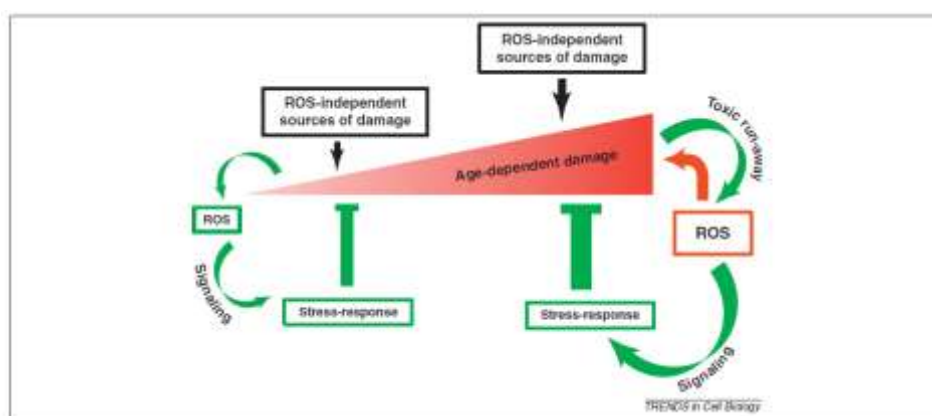 ROS-independent
sources of damage
ROS-independent
sources of damage
Toxic run-away
Age-dependent damage
ROS
ROS
Signaling
Stress-response
Stress-response
Signaling
TRENDS in Cell Biology